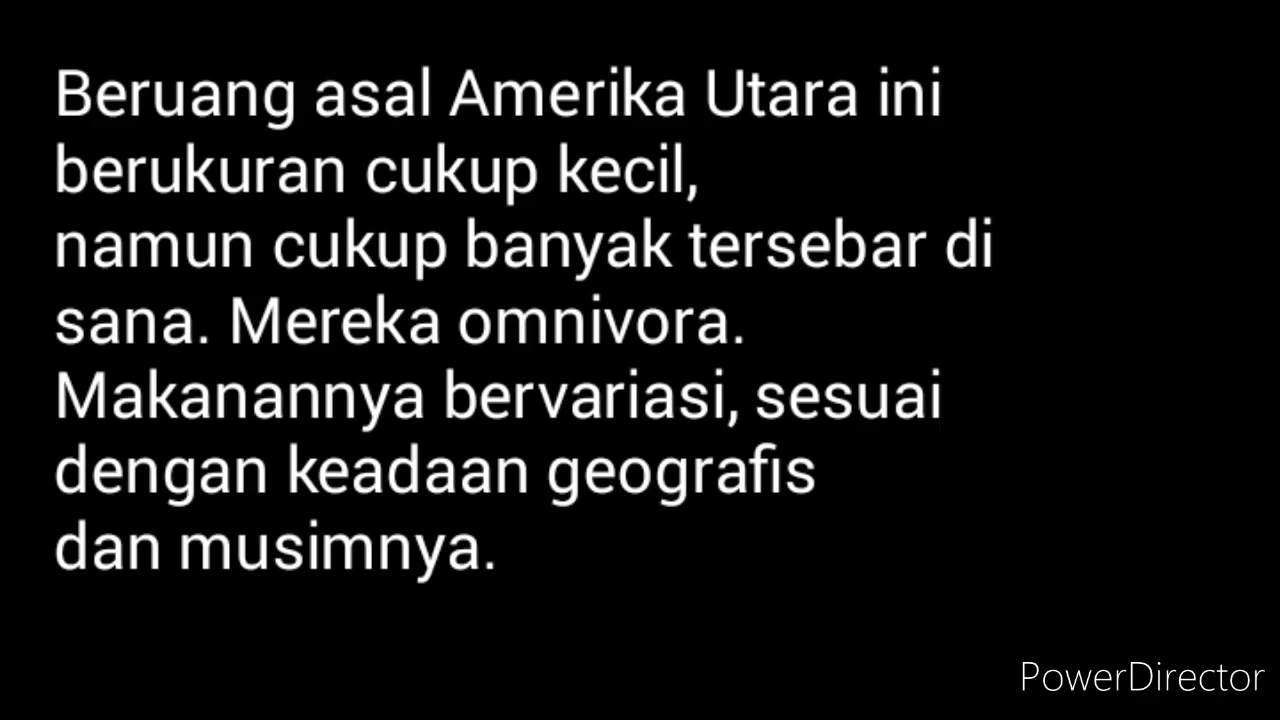 Beruang asal Amerika Utara ini
berukuran cukup kecil,
namun cukup banyak tersebar di
sana. Mereka omnivora.
Makanannya bervariasi, sesuai
dengan keadaan geografis
dan musimnya.
PowerDirector